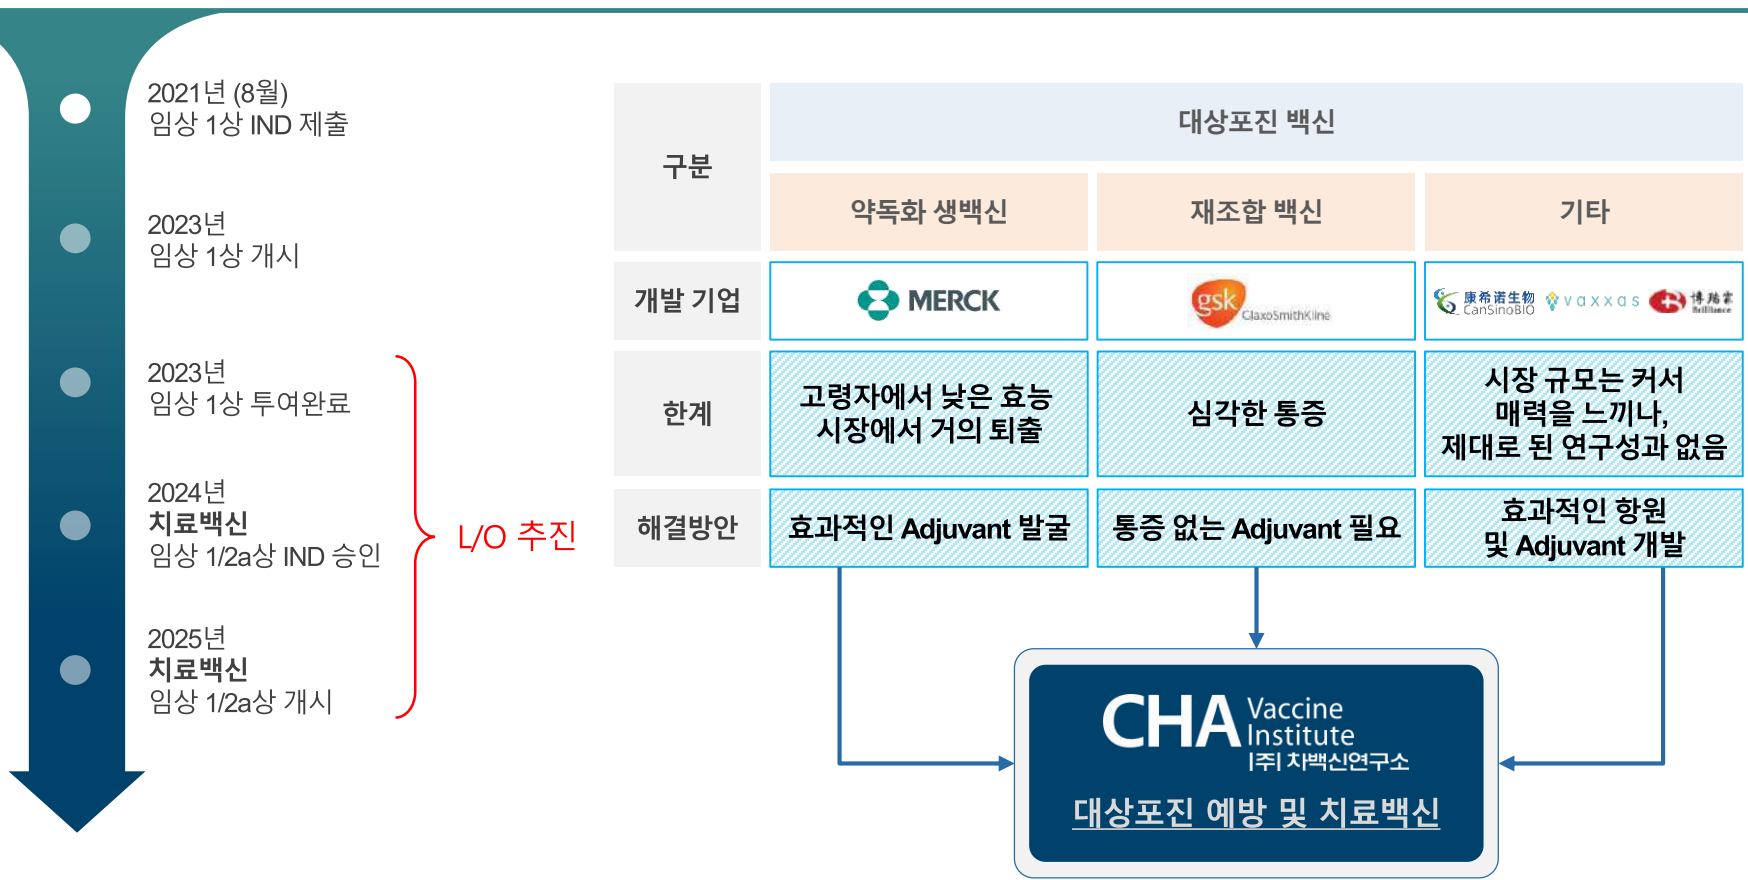 2021년 (8월)
임상 1상 IND 제출
2023년
임상 1상 개시
2023년
임상 1상 투여완료
2024년
치료백신
임상 1/2a상 IND 승인
2025년
치료백신
임상 1/2a상 개시
L/O 추진
구분
대상포진 백신
약독화 생백신
재조합 백신
기타
개발 기업
MERCK
gsk
GlaxoSmithKline
康希诺生物
CanSinoBIO
vaxxas
Brilliance
한계
고령자에서 낮은 효능
시장에서 거의 퇴출
심각한 통증
시장 규모는 커서
매력을 느끼나,
제대로 된 연구성과 없음
해결방안
효과적인 Adjuvant 발굴
통증 없는 Adjuvant 필요
효과적인 항원
및 Adjuvant 개발
CHA Vaccine
Institute
|주| 차백신연구소
대상포진 예방 및 치료백신